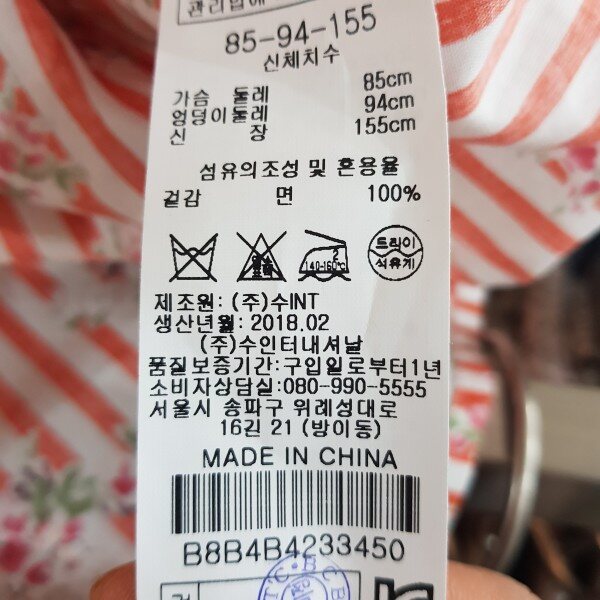 85-94-155
신체치수
가슴 둘레 85cm
엉덩이둘레 94cm
신 장 155cm
섬유의조성 및 혼용율
겉감 면 100%
염소
2
140-160℃
드라이
석유계
제조원: (주)수INT
생산년월: 2018.02
(주)수인터내셔날
품질보증기간:구입일로부터1년
소비자상담실:080-990-5555
서울시 송파구 위례성대로
16길 21 (방이동)
MADE IN CHINA
B8B4B4233450